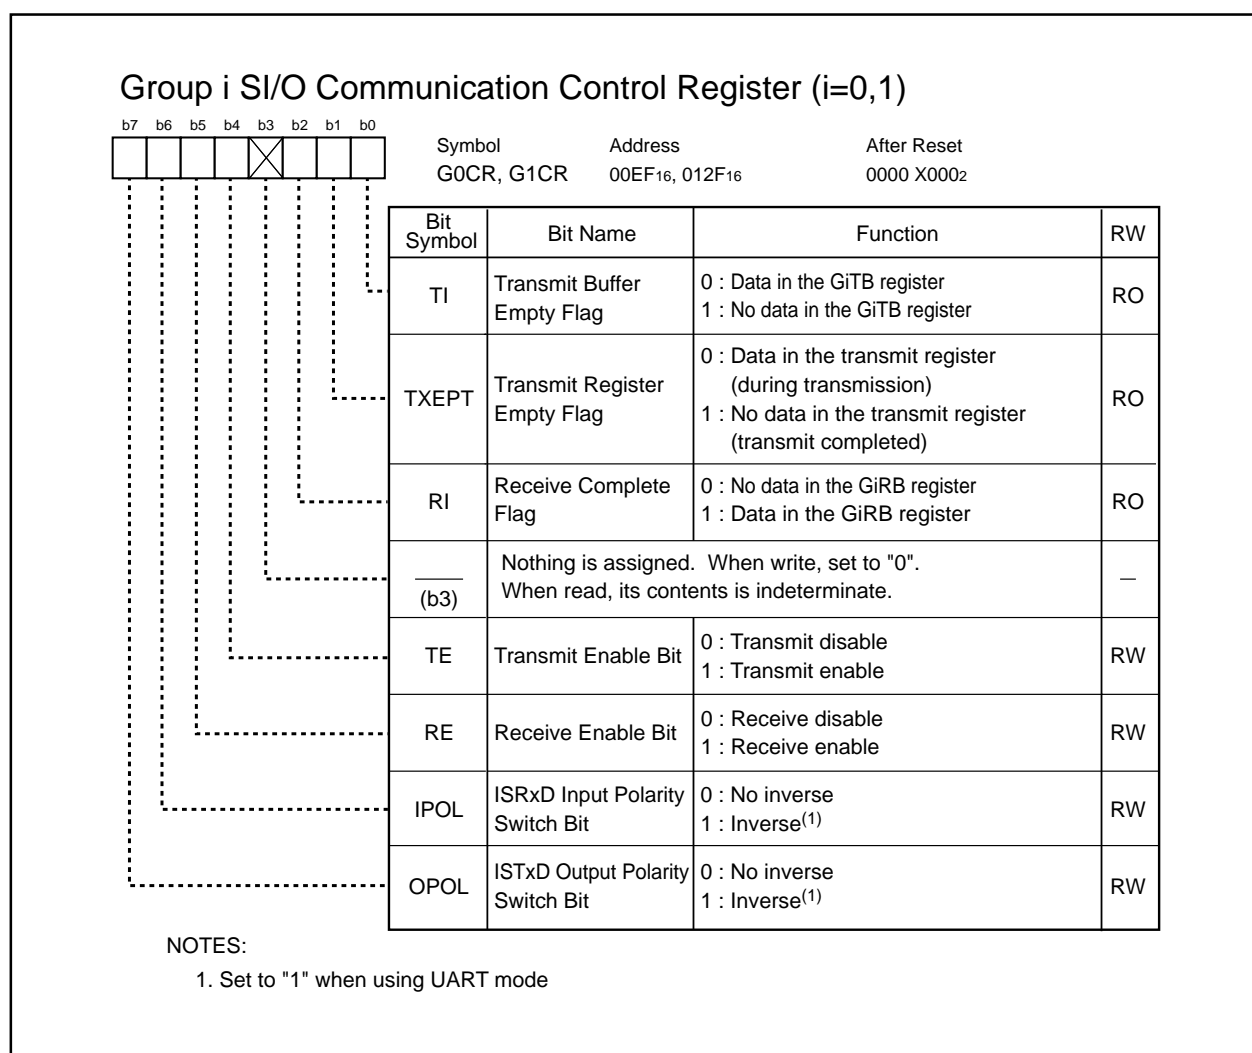 Group i SI/O Communication Control Register (i=0,1)
b7 b6 b5 b4 b3 b2 b1 b0
Symbol Address After Reset
G0CR, G1CR 00EF16, 012F16 0000 X0002
Bit Symbol Bit Name Function RW
TI Transmit Buffer Empty Flag 0 : Data in the GiTB register RO
1 : No data in the GiTB register
TXEPT Transmit Register Empty Flag 0 : Data in the transmit register RO
(during transmission)
1 : No data in the transmit register
(transmit completed)
RI Receive Complete Flag 0 : No data in the GiRB register RO
1 : Data in the GiRB register
(b3) Nothing is assigned. When write, set to "0". —
When read, its contents is indeterminate.
TE Transmit Enable Bit 0 : Transmit disable RW
1 : Transmit enable
RE Receive Enable Bit 0 : Receive disable RW
1 : Receive enable
IPOL ISRxD Input Polarity Switch Bit 0 : No inverse RW
1 : Inverse(1)
OPOL ISTxD Output Polarity Switch Bit 0 : No inverse RW
1 : Inverse(1)
NOTES:
1. Set to "1" when using UART mode